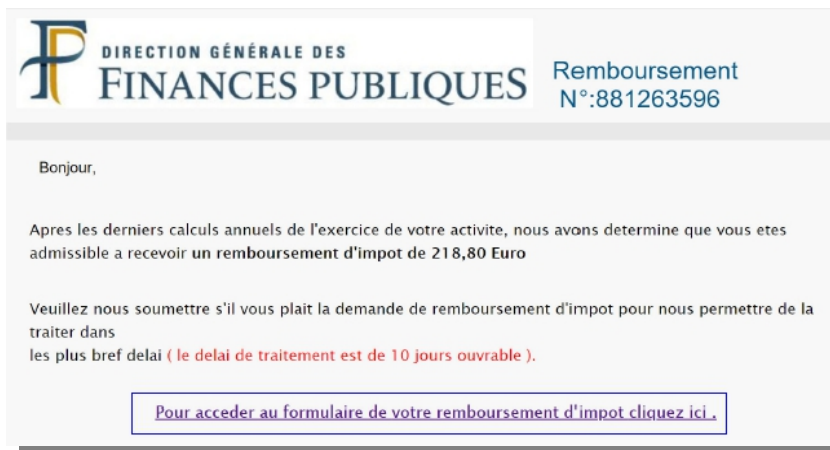 DIRECTION GÉNÉRALE DES
FINANCES PUBLIQUES
Remboursement
N°:881263596
Bonjour,
Apres les derniers calculs annuels de l'exercice de votre activite, nous avons determine que vous etes
admissible a recevoir un remboursement d'impot de 218,80 Euro
Veuillez nous soumettre s'il vous plait la demande de remboursement d'impot pour nous permettre de la
traiter dans
les plus bref delai ( le delai de traitement est de 10 jours ouvrable ).
Pour acceder au formulaire de votre remboursement d'impot cliquez ici .